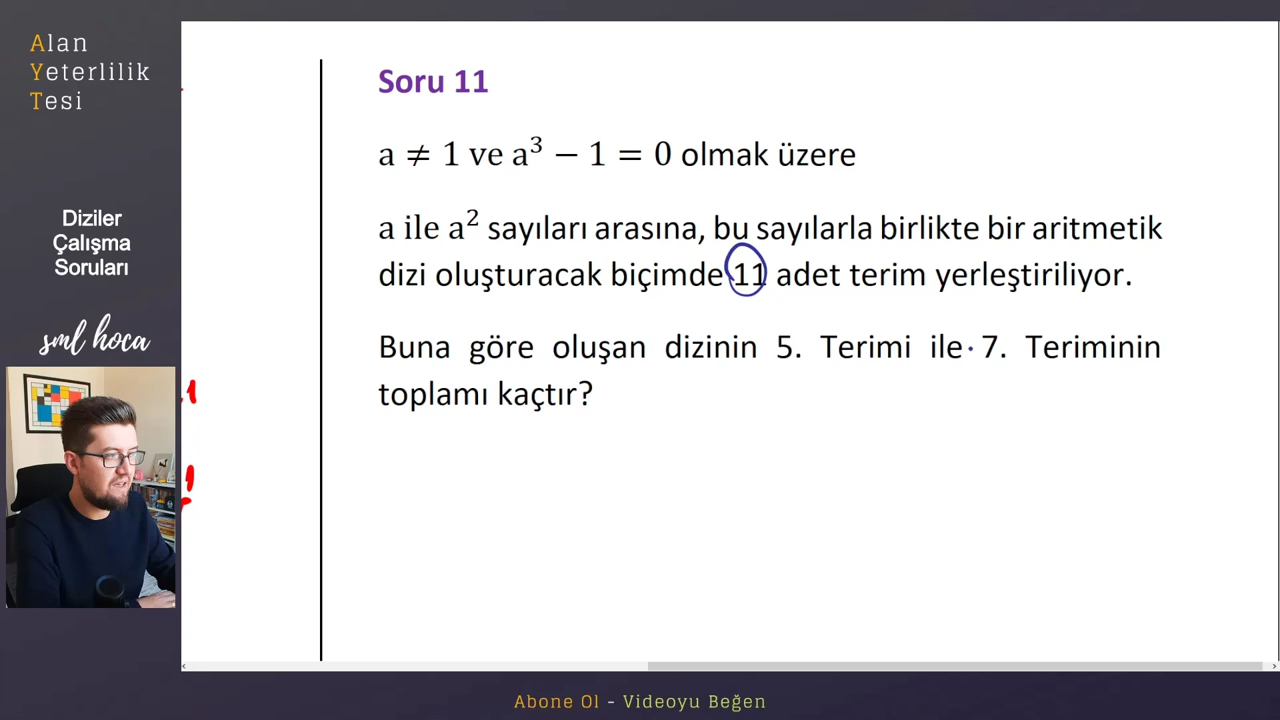 Alan
Yeterlilik
Tesi
Diziler
Çalışma
Soruları
sml hoca
Soru 11
a ≠ 1 ve a³ − 1 = 0 olmak üzere
a ile a² sayıları arasına, bu sayılarla birlikte bir aritmetik
dizi oluşturacak biçimde 11 adet terim yerleştiriliyor.
Buna göre oluşan dizinin 5. Terimi ile 7. Teriminin
toplamı kaçtır?
Abone Ol - Videoyu Beğen